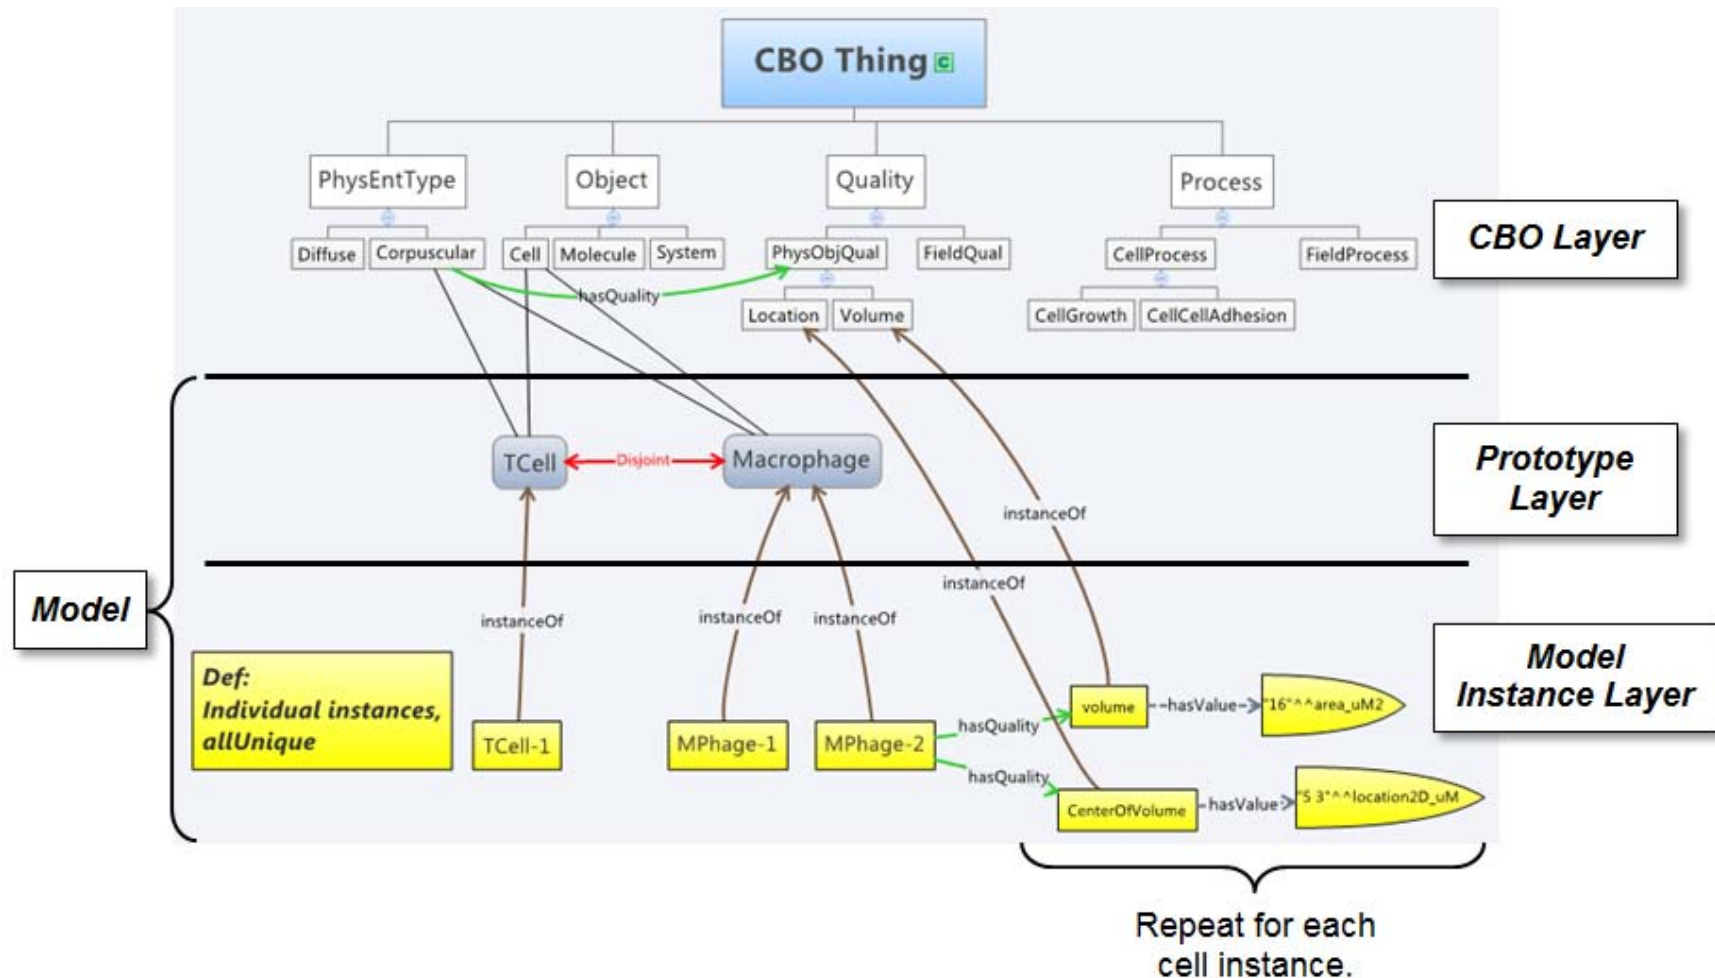 CBO Thing C
PhysEntType Object Quality Process
Diffuse Corpuscular Cell Molecule System PhysObjQual FieldQual CellProcess FieldProcess
CBO Layer
hasQuality
Location Volume CellGrowth CellCellAdhesion
TCell Disjoint Macrophage
Prototype
Layer
instanceOf
instanceOf
Model
instanceOf instanceOf instanceOf
Model
Instance Layer
Def:
Individual instances,
allUnique
TCell-1 MPhage-1 MPhage-2
hasQuality volume hasValue "16"^^area_uM2
hasQuality CenterOfVolume hasValue "5 3"^^location2D_uM
Repeat for each
cell instance.